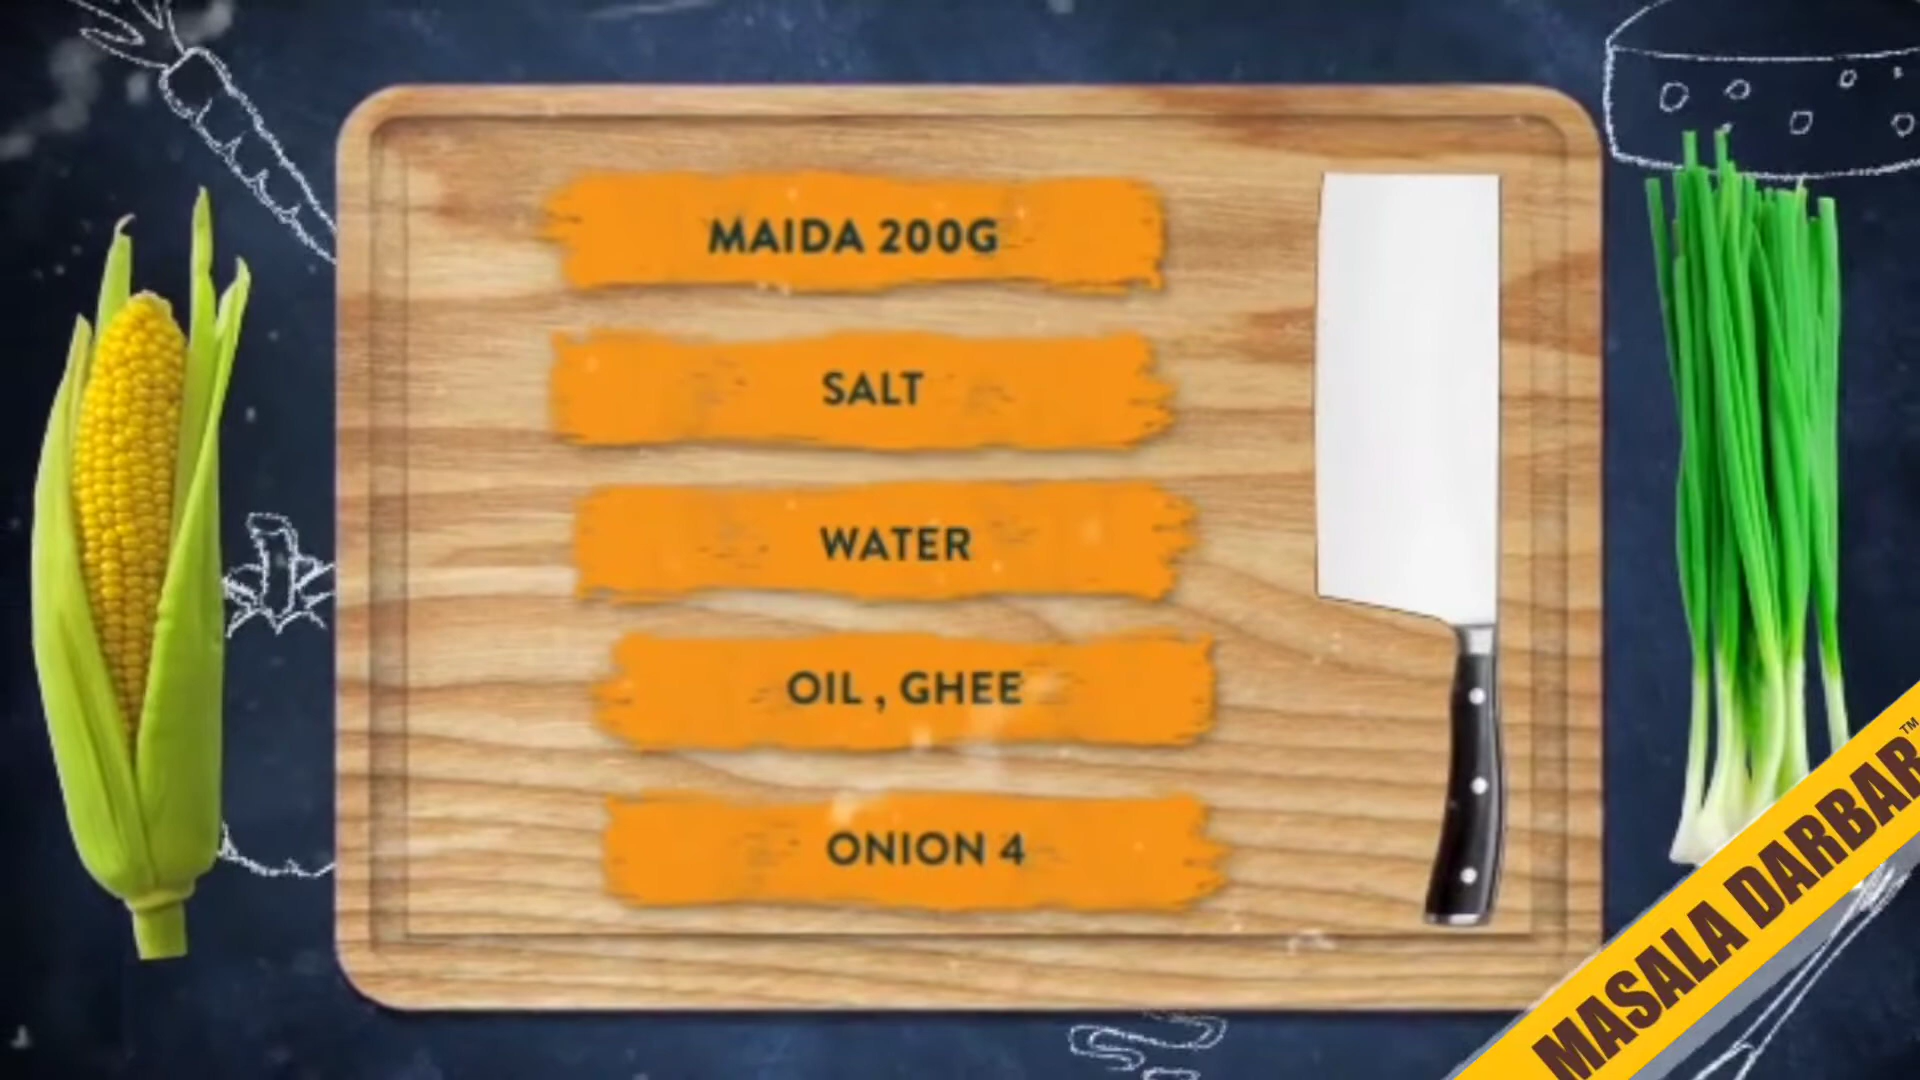 MAIDA 200G
SALT
WATER
OIL , GHEE
ONION 4
MASALA DARBAR™